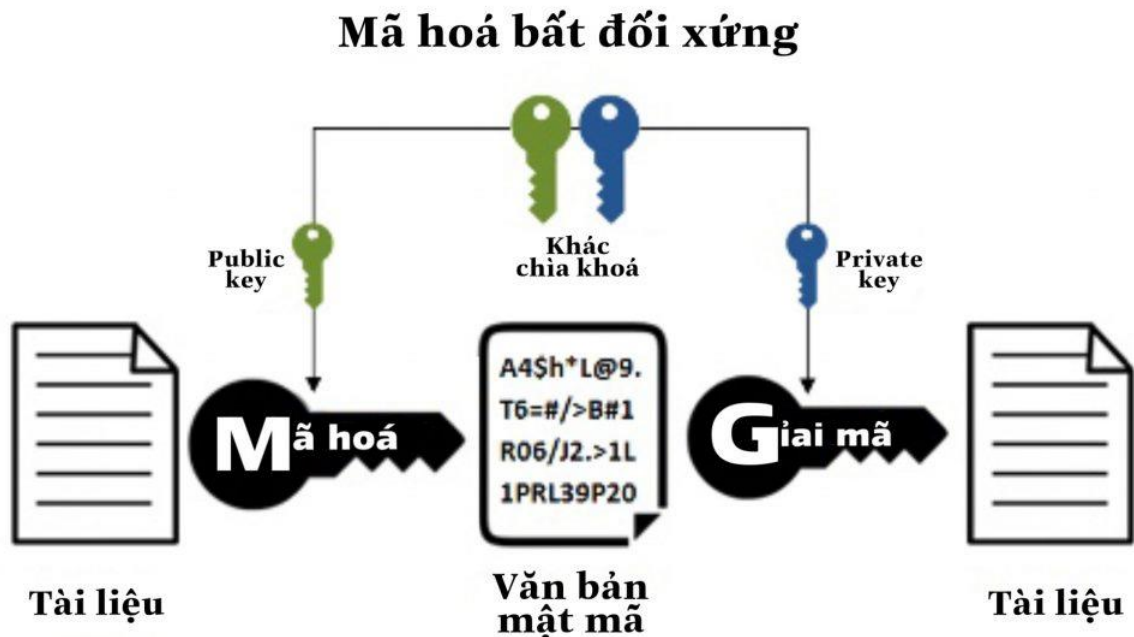 Mã hoá bất đối xứng
Public
key
Khác
chìa khoá
Private
key
Mã hoá
A4$h*L@9.
T6=#/>B#1
R06/J2.>1L
1PRL39P20
Giải mã
Tài liệu
Văn bản
mật mã
Tài liệu